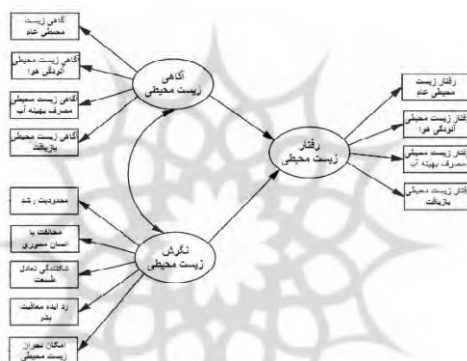 آگاهی زیست
محیطی عام
آگاهی زیست محیطی
آلودگی هوا
آگاهی زیست محیطی
مصرف بهینه آب
آگاهی زیست محیطی
بازیافت
آگاهی
زیست محیطی
رفتار
زیست محیطی
رفتار زیست
محیطی عام
رفتار زیست محیطی
آلودگی هوا
رفتار زیست محیطی
مصرف بهینه آب
رفتار زیست محیطی
بازیافت
نگرش
زیست محیطی
محدودیت رشد
مخالفت با
انسان محوری
شکنندگی تعادل
طبیعت
رد ایده معافیت
بشر
امکان بحران
زیست محیطی